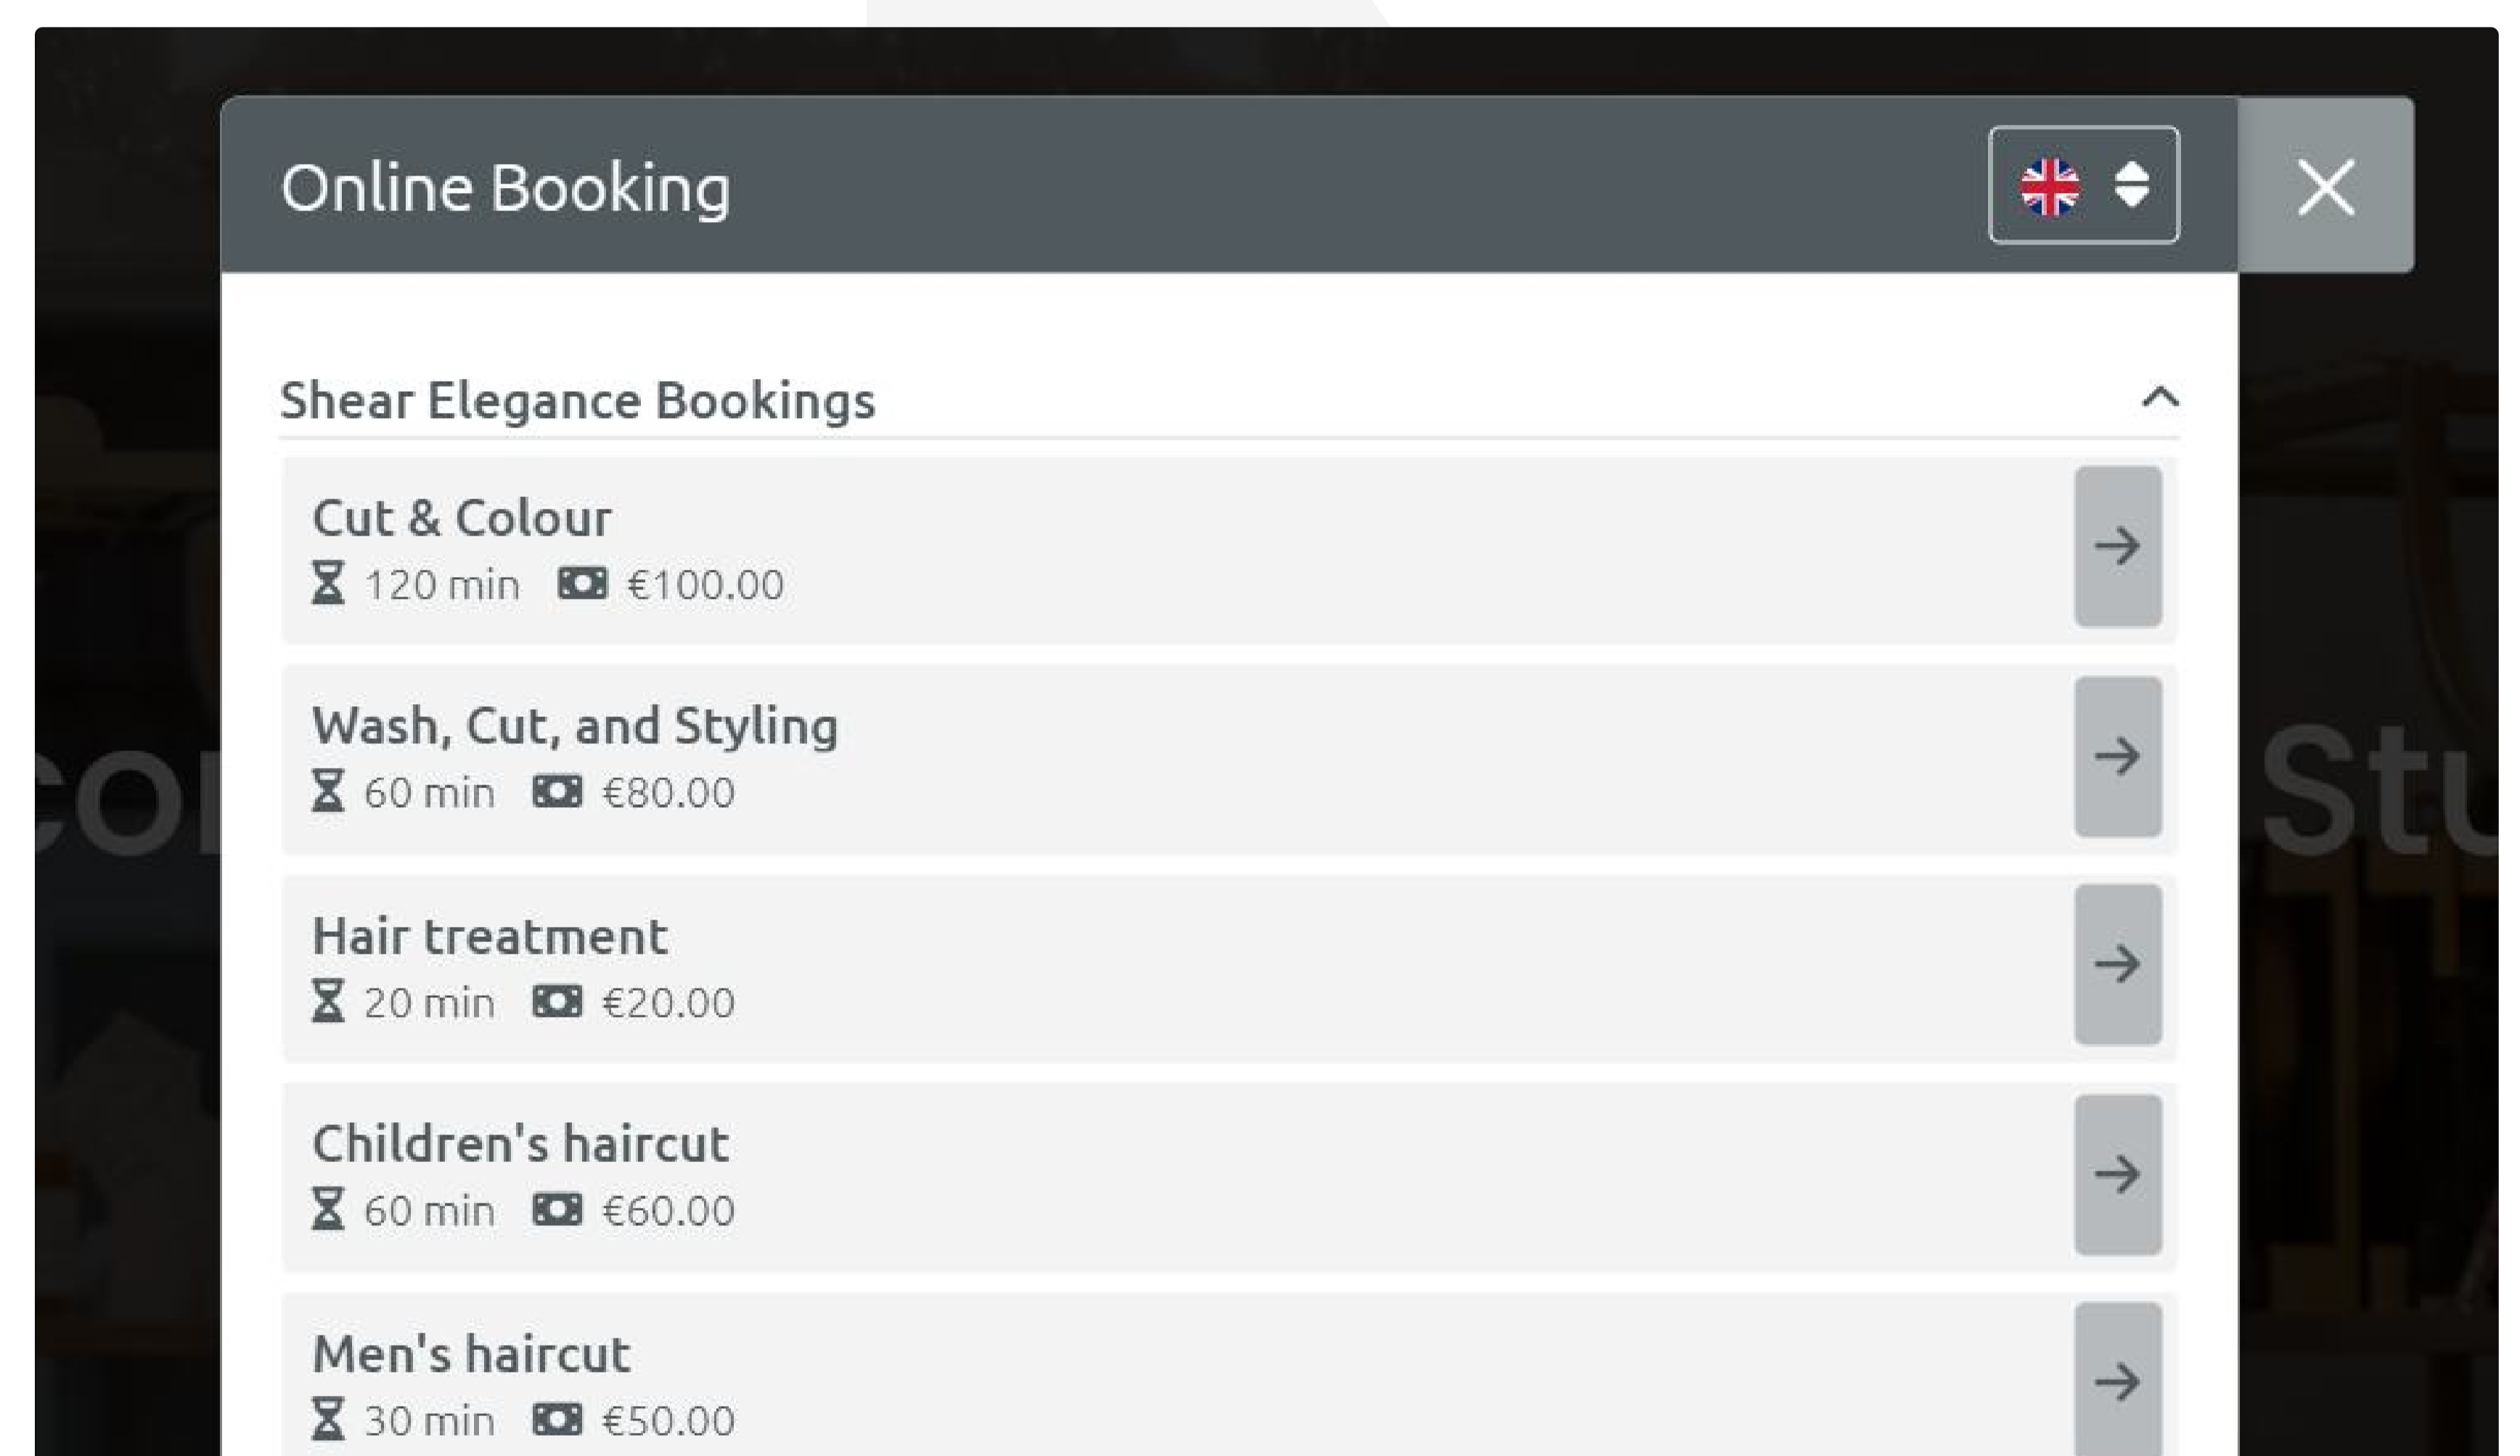 Online Booking
Shear Elegance Bookings
Cut & Colour
120 min €100.00
Wash, Cut, and Styling
60 min €80.00
Hair treatment
20 min €20.00
Children's haircut
60 min €60.00
Men's haircut
30 min €50.00